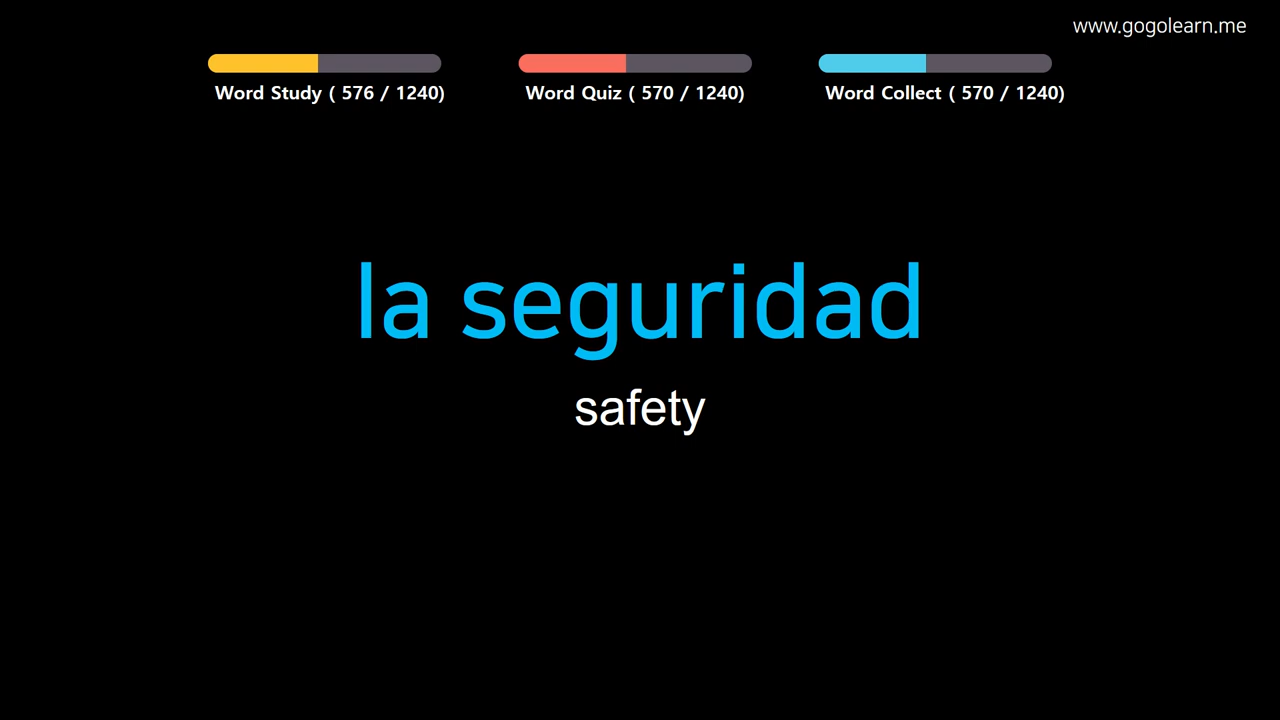 www.gogolearn.me
Word Study ( 576 / 1240)
Word Quiz ( 570 / 1240)
Word Collect ( 570 / 1240)
la seguridad
safety